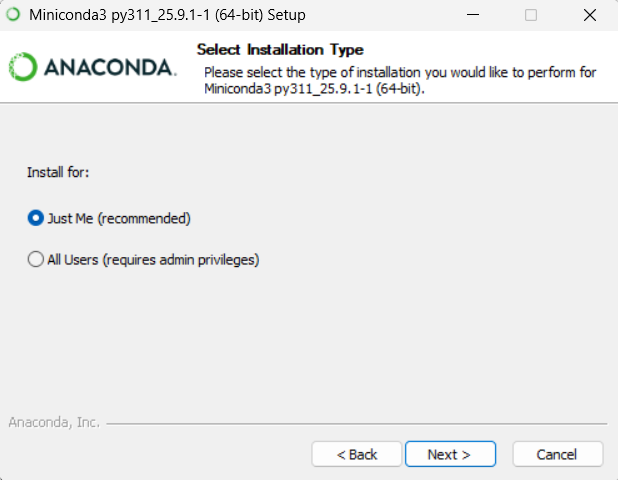 Miniconda3 py311_25.9.1-1 (64-bit) Setup
ANACONDA.
Select Installation Type
Please select the type of installation you would like to perform for
Miniconda3 py311_25.9.1-1 (64-bit).
Install for:
Just Me (recommended)
All Users (requires admin privileges)
Anaconda, Inc.
< Back
Next >
Cancel